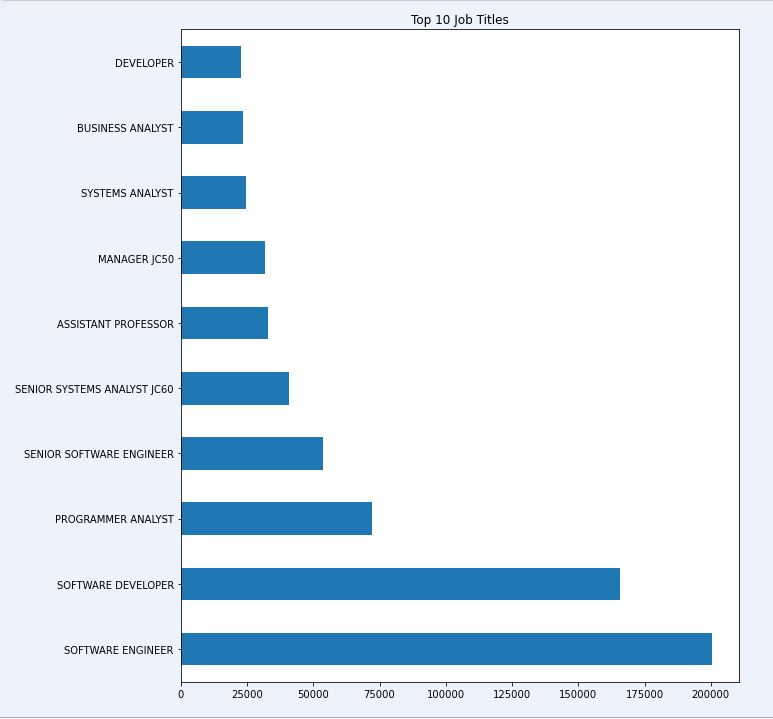 Top 10 Job Titles
DEVELOPER
BUSINESS ANALYST
SYSTEMS ANALYST
MANAGER JC50
ASSISTANT PROFESSOR
SENIOR SYSTEMS ANALYST JC60
SENIOR SOFTWARE ENGINEER
PROGRAMMER ANALYST
SOFTWARE DEVELOPER
SOFTWARE ENGINEER
0 25000 50000 75000 100000 125000 150000 175000 200000